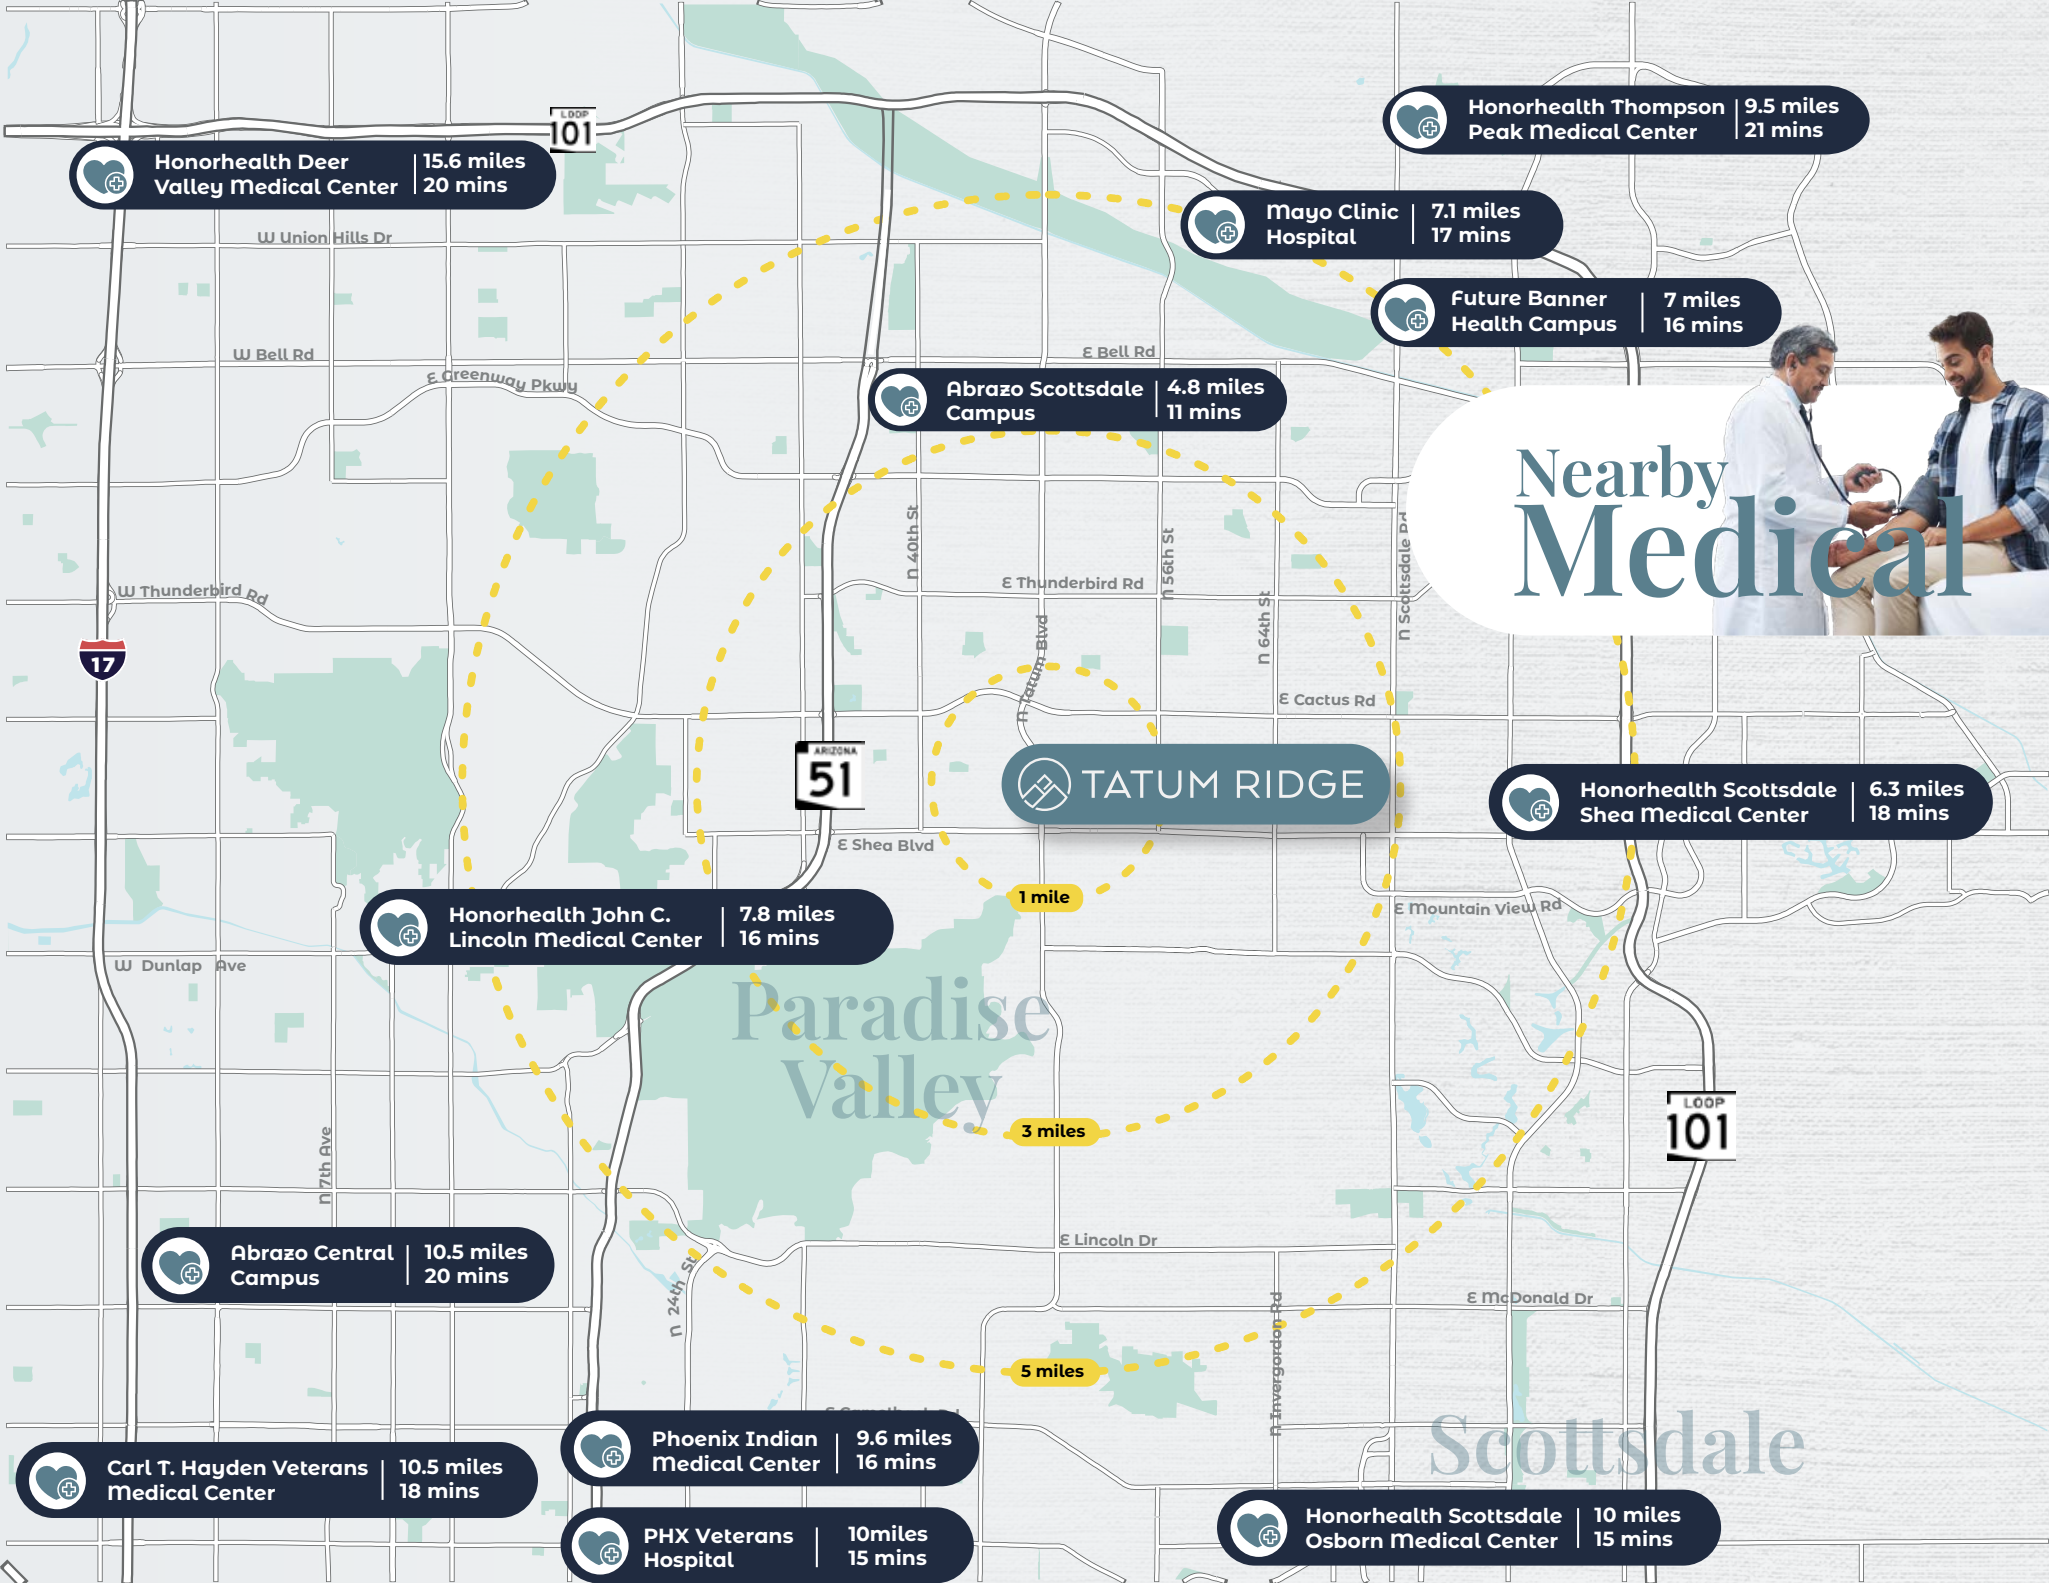 LOOP
101
Honorhealth Thompson
Peak Medical Center
9.5 miles
21 mins
Honorhealth Deer
Valley Medical Center
15.6 miles
20 mins
Mayo Clinic
Hospital
7.1 miles
17 mins
W Union Hills Dr
Future Banner
Health Campus
7 miles
16 mins
W Bell Rd
E Bell Rd
E Greenway Pkwy
Abrazo Scottsdale
Campus
4.8 miles
11 mins
Nearby
Medical
N 40th St
N 56th St
N Scottsdale Rd
W Thunderbird Rd
E Thunderbird Rd
N 64th St
N Tatum Blvd
17
E Cactus Rd
ARIZONA
51
TATUM RIDGE
Honorhealth Scottsdale
Shea Medical Center
6.3 miles
18 mins
E Shea Blvd
1 mile
E Mountain View Rd
Honorhealth John C.
Lincoln Medical Center
7.8 miles
16 mins
W Dunlap Ave
Paradise
Valley
3 miles
LOOP
101
N 7th Ave
Abrazo Central
Campus
10.5 miles
20 mins
E Lincoln Dr
N 24th St
E McDonald Dr
N Invergordon Rd
5 miles
Scottsdale
Phoenix Indian
Medical Center
9.6 miles
16 mins
Carl T. Hayden Veterans
Medical Center
10.5 miles
18 mins
PHX Veterans
Hospital
10miles
15 mins
Honorhealth Scottsdale
Osborn Medical Center
10 miles
15 mins